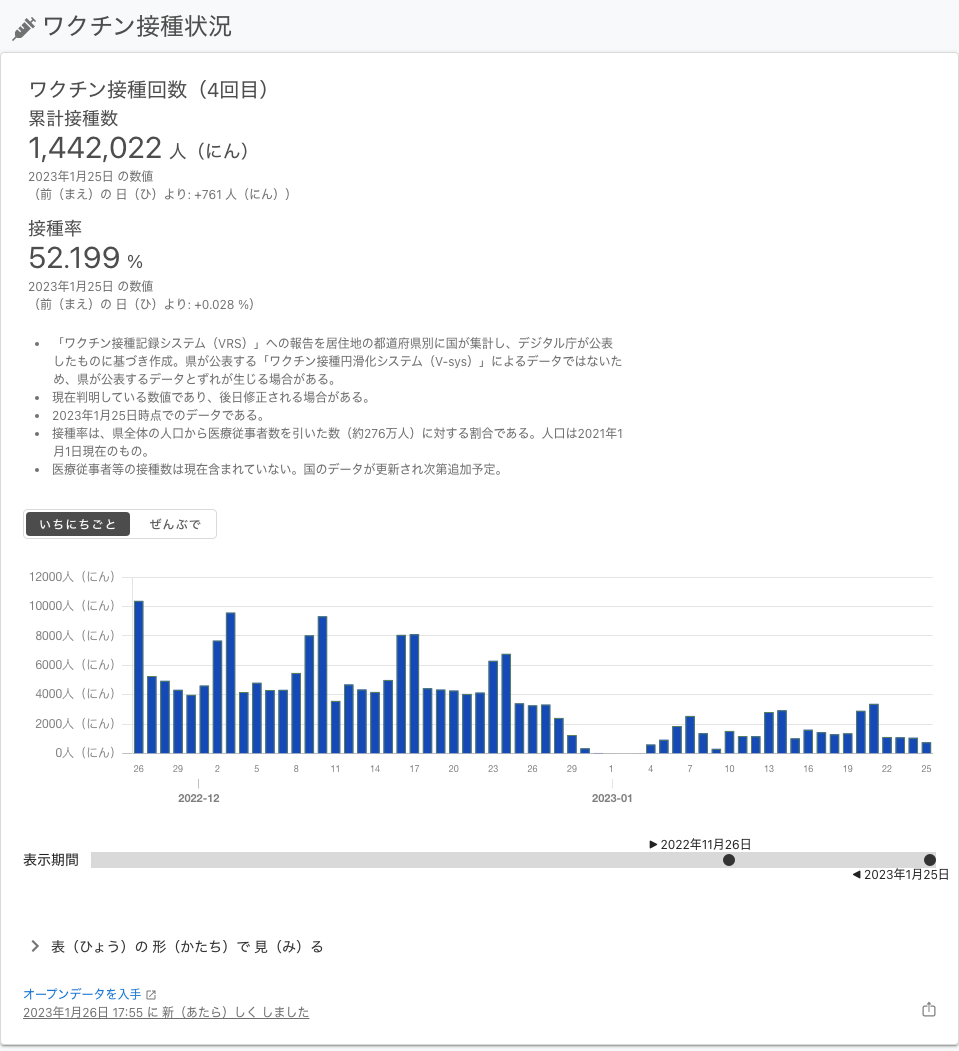 ワクチン接種状況
ワクチン接種回数（4回目）
累計接種数
1,442,022 人（にん）
2023年1月25日 の数値
（前（まえ）の 日（ひ）より: +761 人（にん））
接種率
52.199 %
2023年1月25日 の数値
（前（まえ）の 日（ひ）より: +0.028 %）
• 「ワクチン接種記録システム（VRS）」への報告を居住地の都道府県別に国が集計し、デジタル庁が公表
したものに基づき作成。県が公表する「ワクチン接種円滑化システム（V-sys）」によるデータではないた
め、県が公表するデータとずれが生じる場合がある。
• 現在判明している数値であり、後日修正される場合がある。
• 2023年1月25日時点でのデータである。
• 接種率は、県全体の人口から医療従事者数を引いた数（約276万人）に対する割合である。人口は2021年1
月1日現在のもの。
• 医療従事者等の接種数は現在含まれていない。国のデータが更新され次第追加予定。
いちにちごと ぜんぶで
12000人（にん）
10000人（にん）
8000人（にん）
6000人（にん）
4000人（にん）
2000人（にん）
0人（にん）
26 29 2 5 8 11 14 17 20 23 26 29 1 4 7 10 13 16 19 22 25
2022-12 2023-01
2022年11月26日
表示期間
2023年1月25日
表（ひょう）の 形（かたち）で 見（み）る
オープンデータを入手
2023年1月26日 17:55 に 新（あたら）しく しました